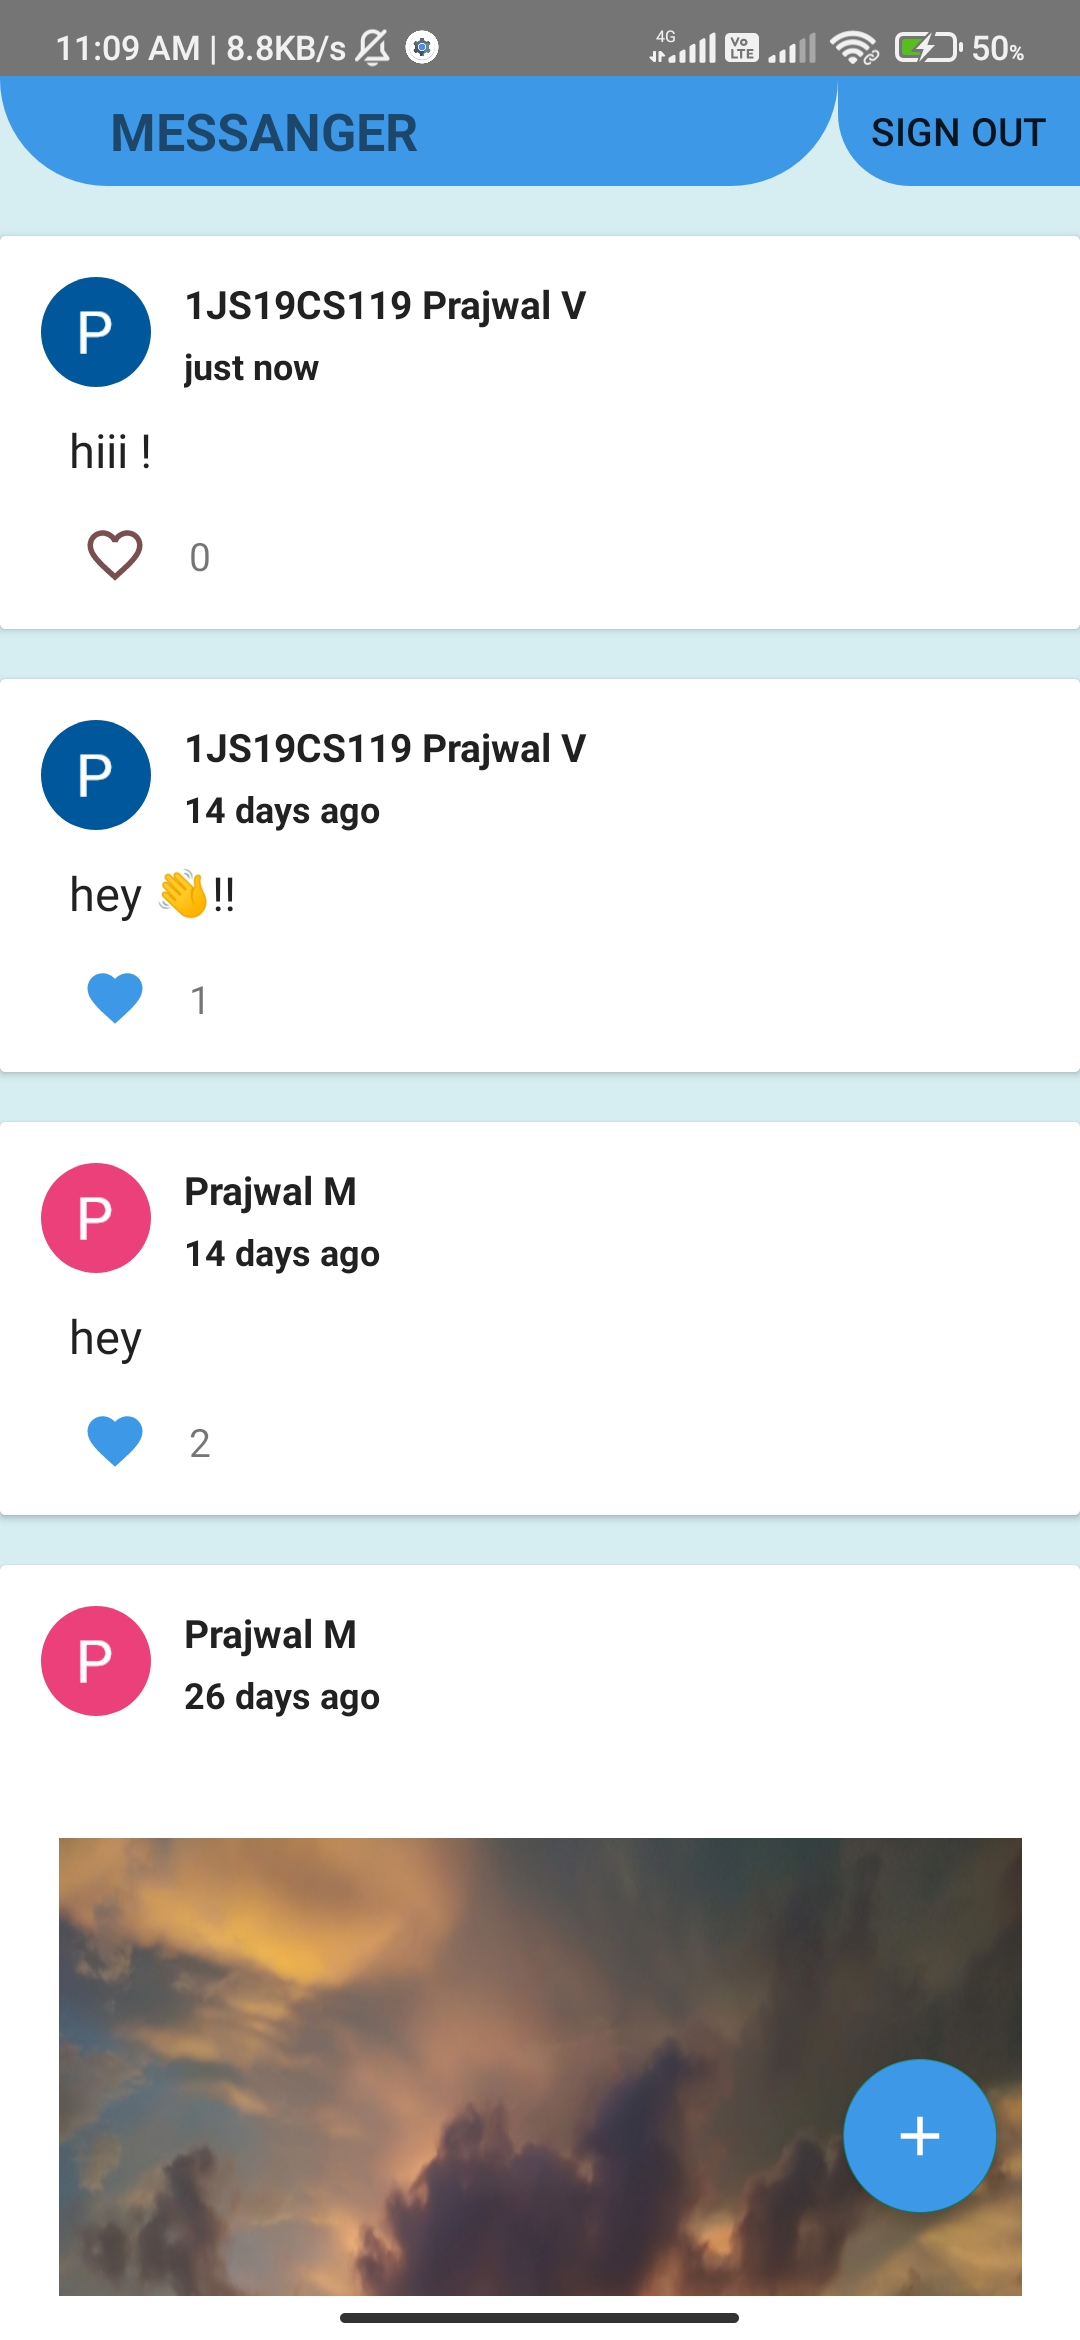 11:09 AM | 8.8KB/s 4G Vo LTE 50%
MESSANGER SIGN OUT
P 1JS19CS119 Prajwal V
just now
hiii !
0
P 1JS19CS119 Prajwal V
14 days ago
hey 👋!!
1
P Prajwal M
14 days ago
hey
2
P Prajwal M
26 days ago
+